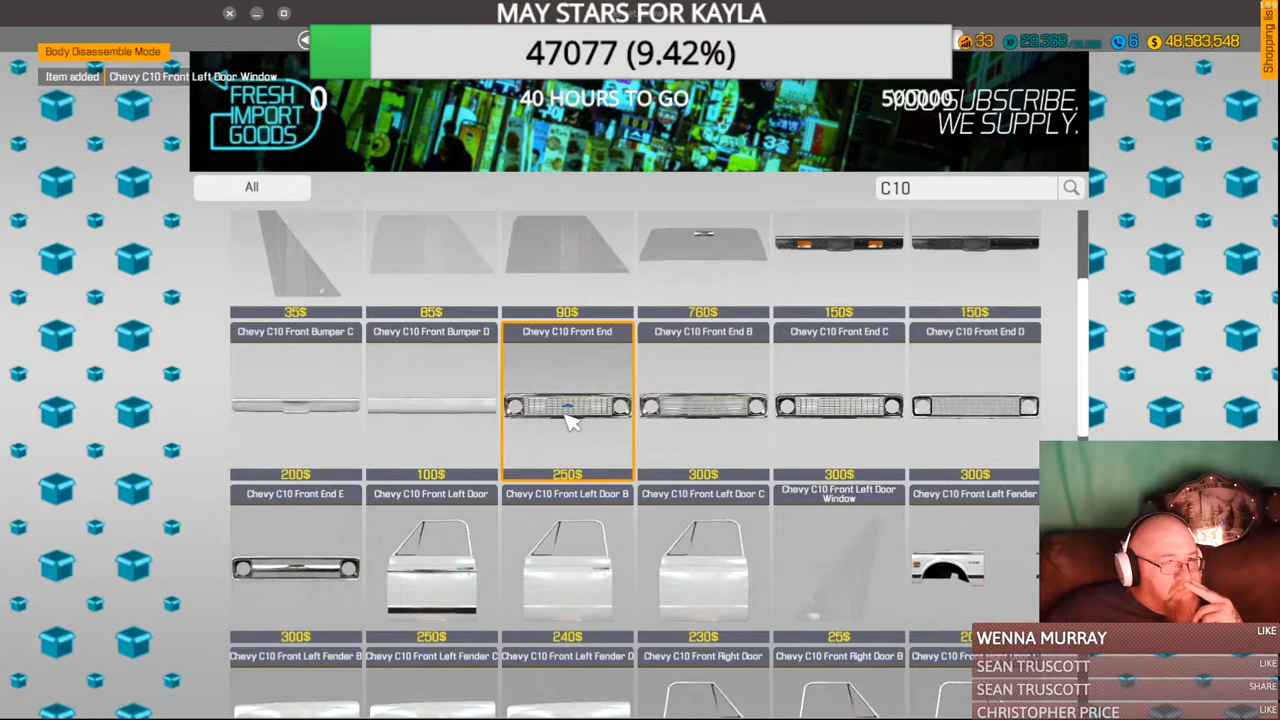 MAY STARS FOR KAYLA
47077 (9.42%)
0
40 HOURS TO GO
500000
Body Disassemble Mode
Item added
Chevy C10 Front Left Door Window
33
6
48,583,548
Shopping list
FRESH
IMPORT
GOODS
SUBSCRIBE.
WE SUPPLY.
All
C10
35$
85$
90$
760$
150$
150$
Chevy C10 Front Bumper C
Chevy C10 Front Bumper D
Chevy C10 Front End
Chevy C10 Front End B
Chevy C10 Front End C
Chevy C10 Front End D
200$
100$
250$
300$
300$
300$
Chevy C10 Front End E
Chevy C10 Front Left Door
Chevy C10 Front Left Door B
Chevy C10 Front Left Door C
Chevy C10 Front Left Door Window
Chevy C10 Front Left Fender
300$
250$
240$
230$
25$
Chevy C10 Front Left Fender B
Chevy C10 Front Left Fender C
Chevy C10 Front Left Fender D
Chevy C10 Front Right Door
Chevy C10 Front Right Door B
WENNA MURRAY
LIKE
SEAN TRUSCOTT
LIKE
SEAN TRUSCOTT
SHARE
CHRISTOPHER PRICE
LIKE